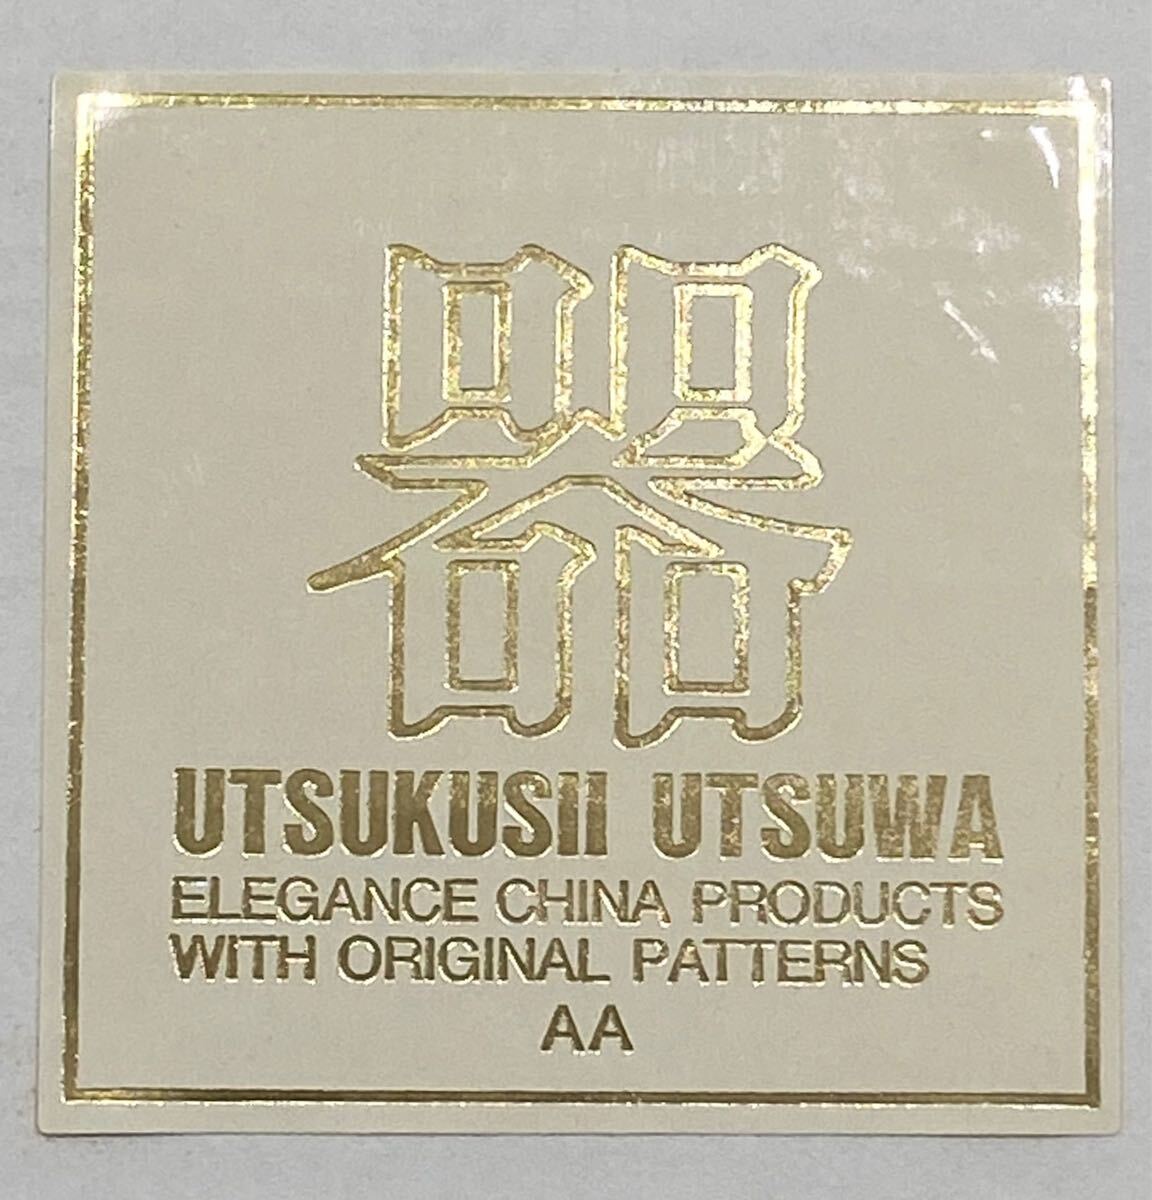 器
UTSUKUSII UTSUWA
ELEGANCE CHINA PRODUCTS
WITH ORIGINAL PATTERNS
AA